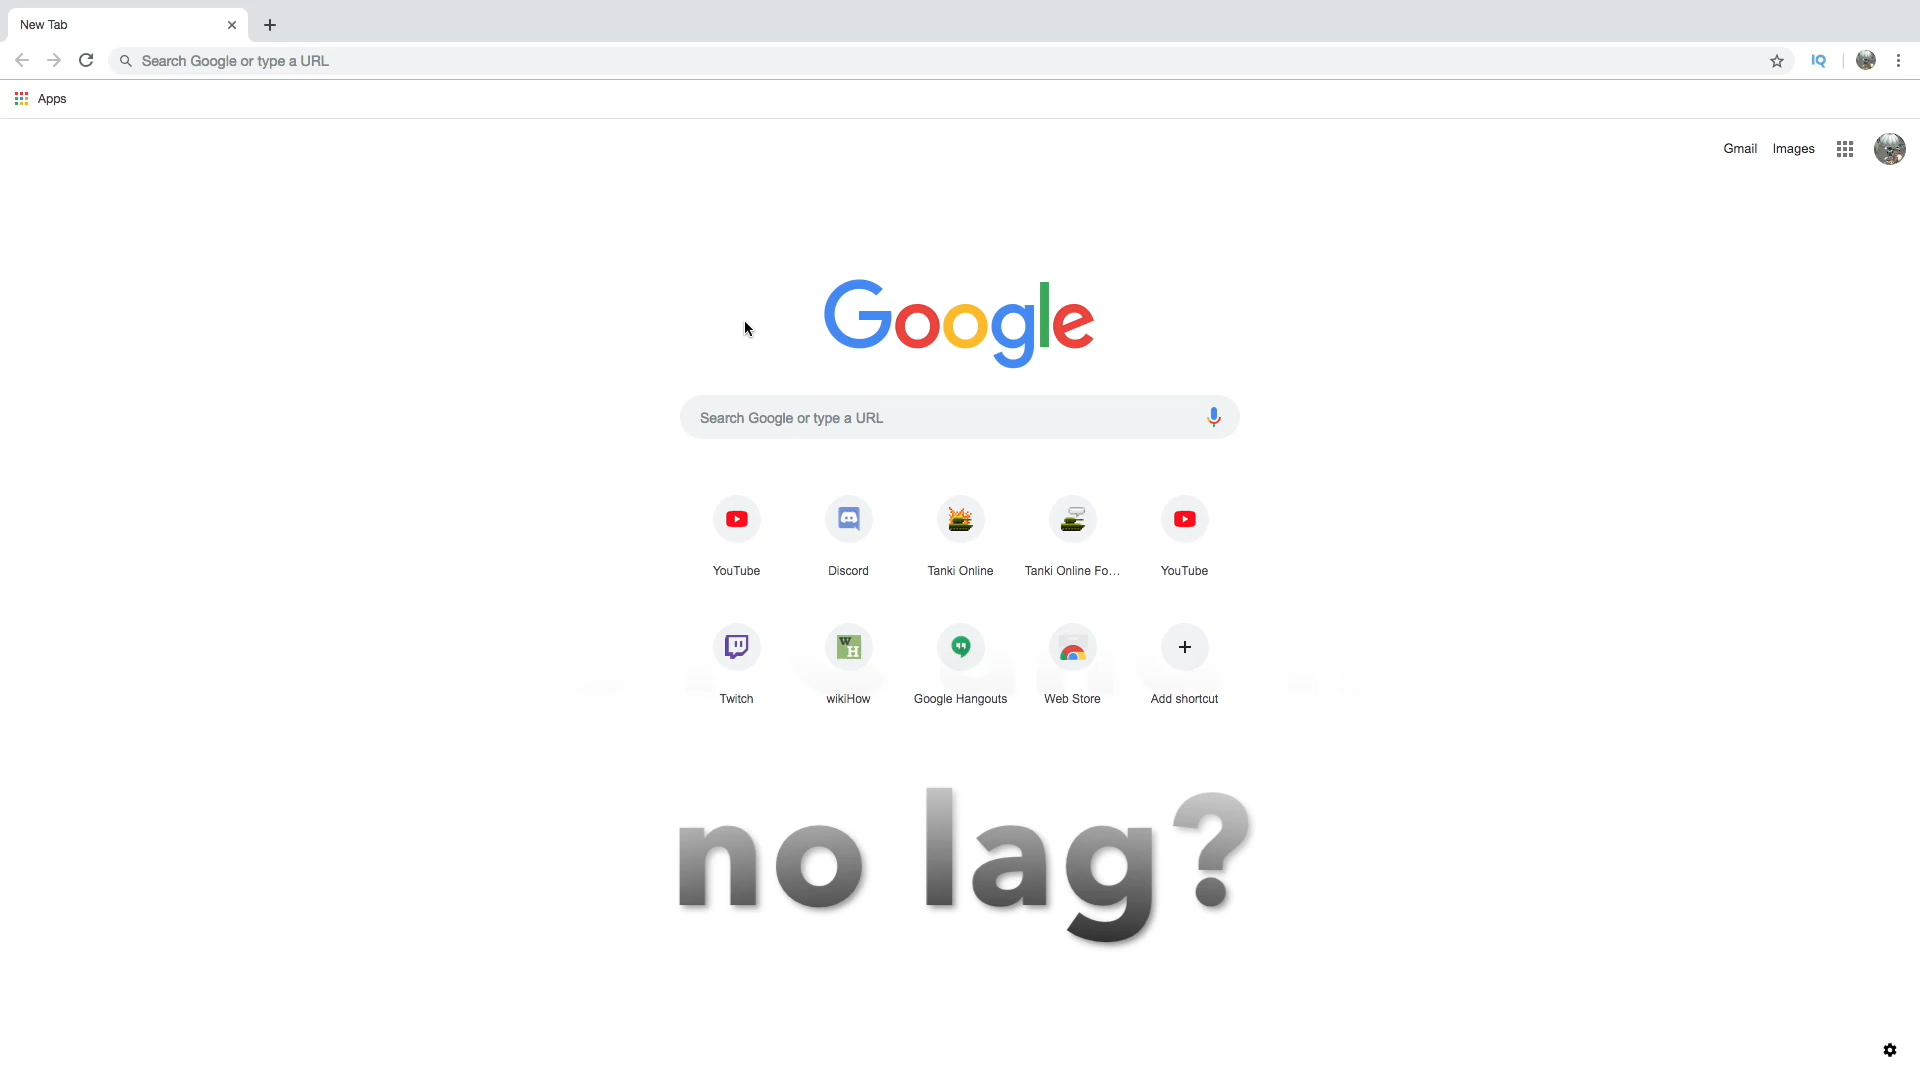 New Tab
Search Google or type a URL
IQ
Apps
Gmail Images
Google
Search Google or type a URL
YouTube Discord Tanki Online Tanki Online Fo... YouTube
W
H
Twitch wikiHow Google Hangouts Web Store Add shortcut
no lag?